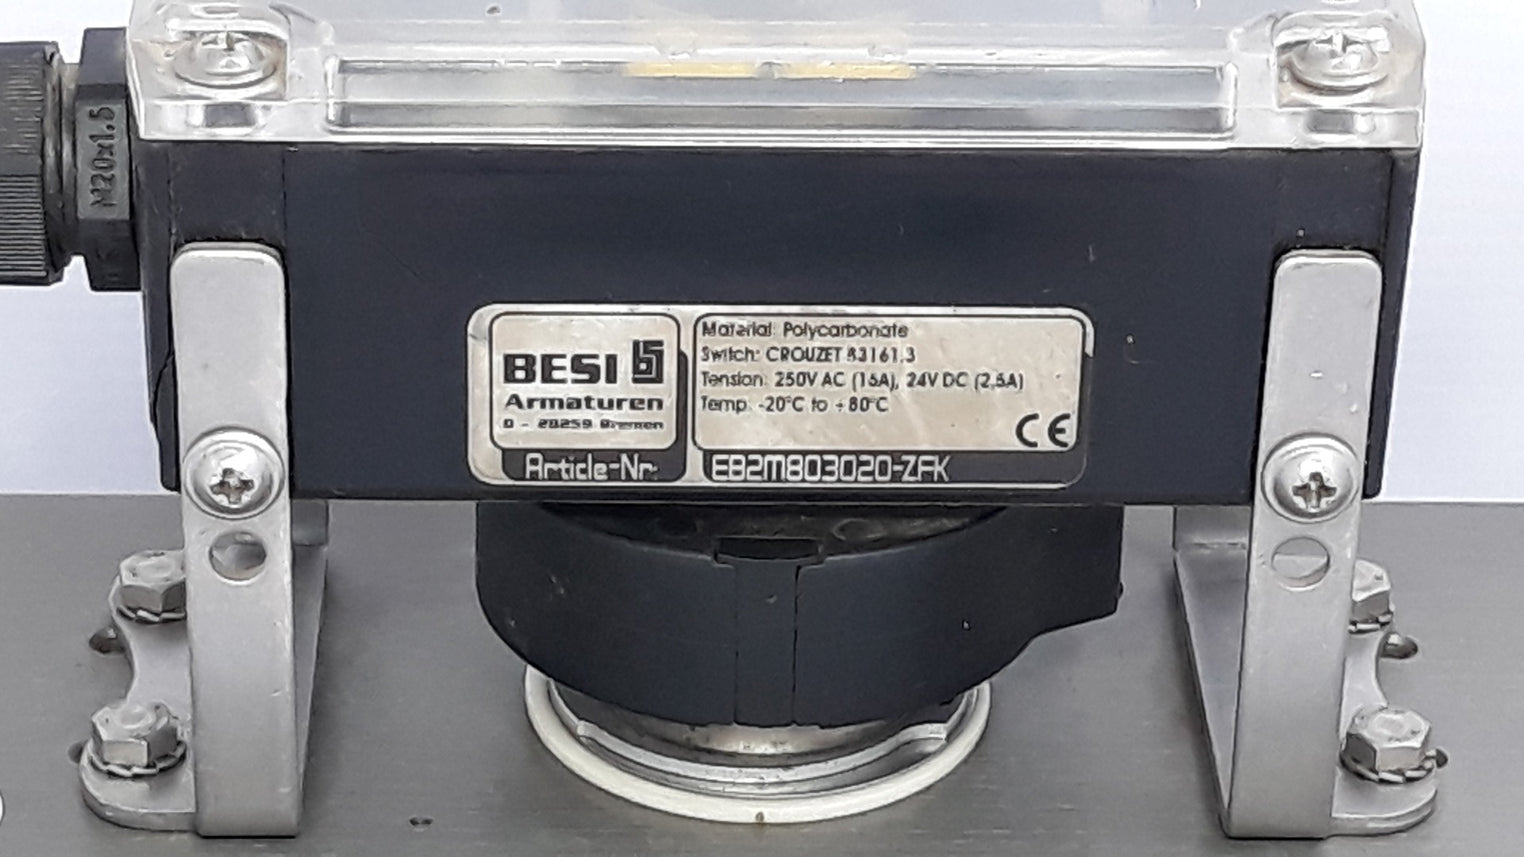 M20x1.5
BESI
Armaturen
D - 28259 Bremen
Article-Nr.
Material: Polycarbonate
Switch: CROUZET 83161.3
Tension: 250V AC (16A), 24V DC (2,5A)
Temp. -20°C to +80°C
CE
EB2M803020-ZFK